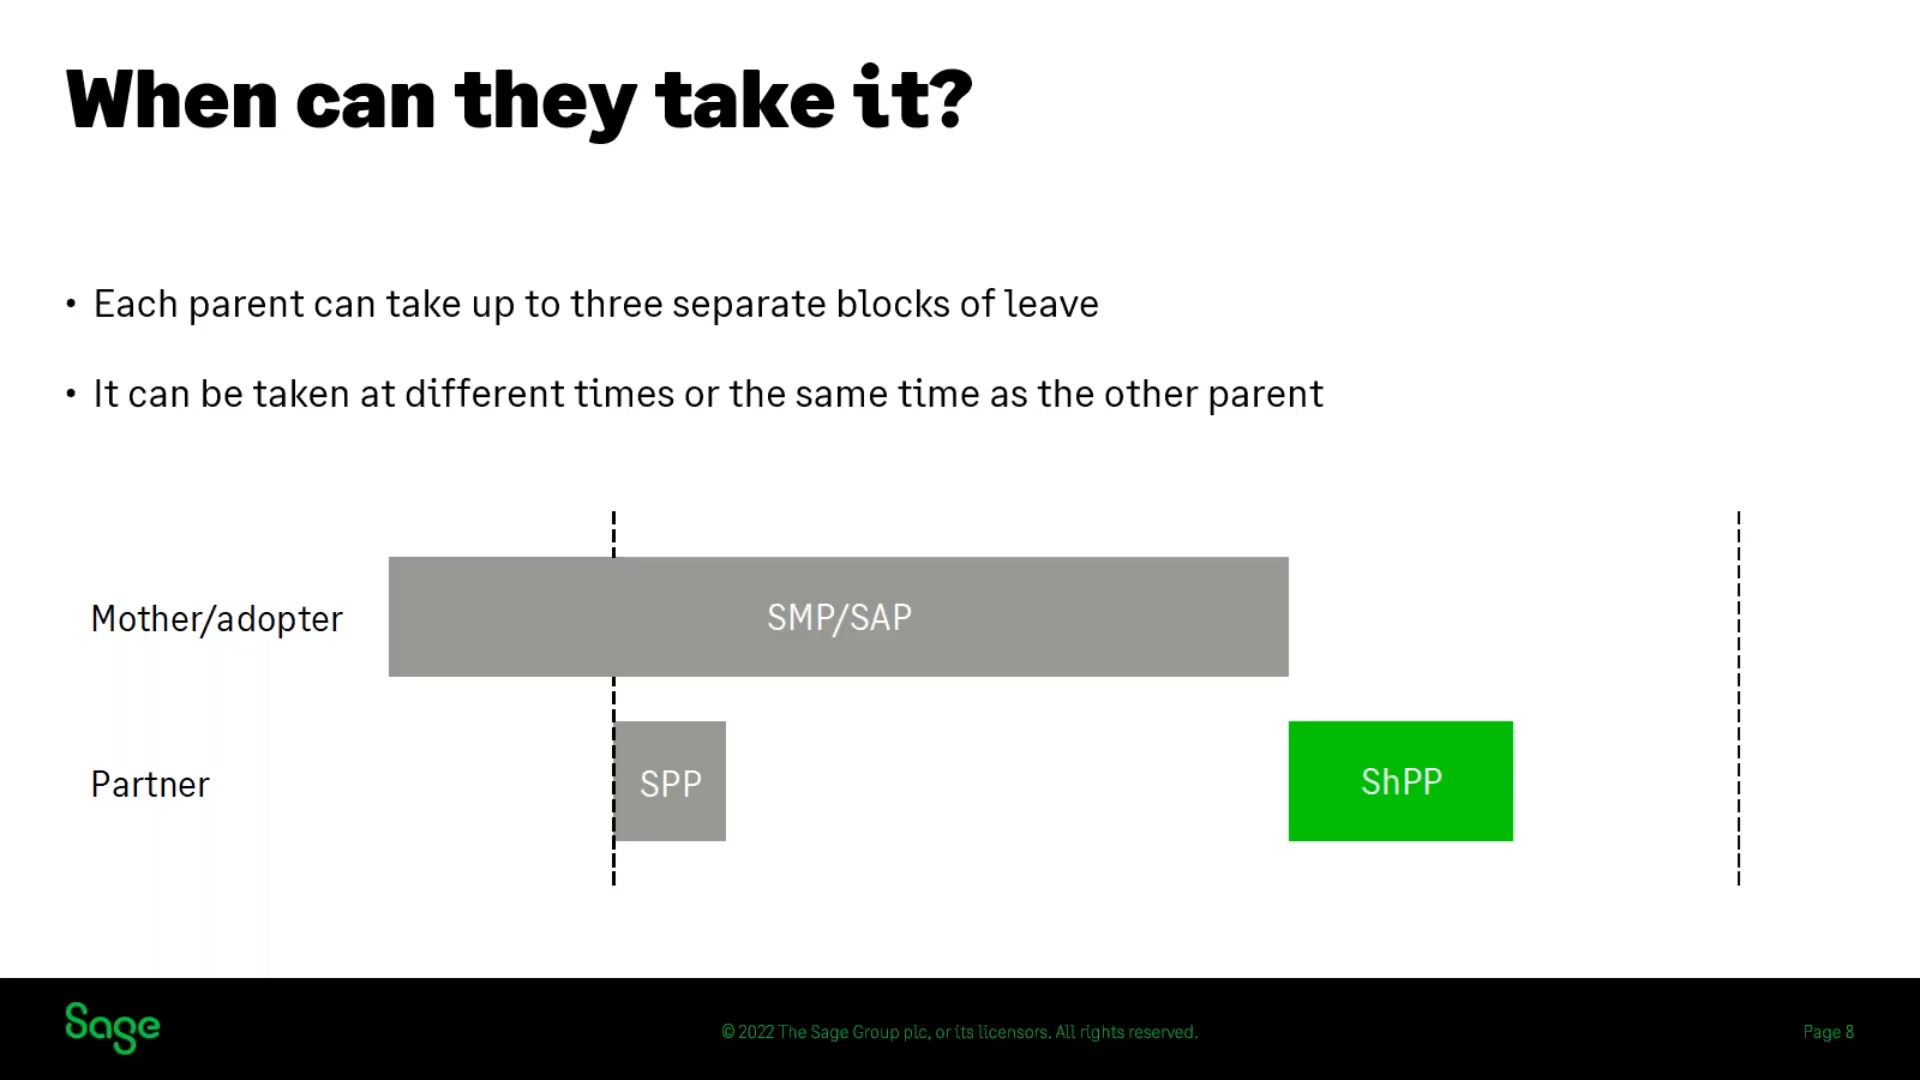 When can they take it?
• Each parent can take up to three separate blocks of leave
• It can be taken at different times or the same time as the other parent
Mother/adopter
SMP/SAP
Partner
SPP
ShPP
Sage
© 2022 The Sage Group plc, or its licensors. All rights reserved.
Page 8